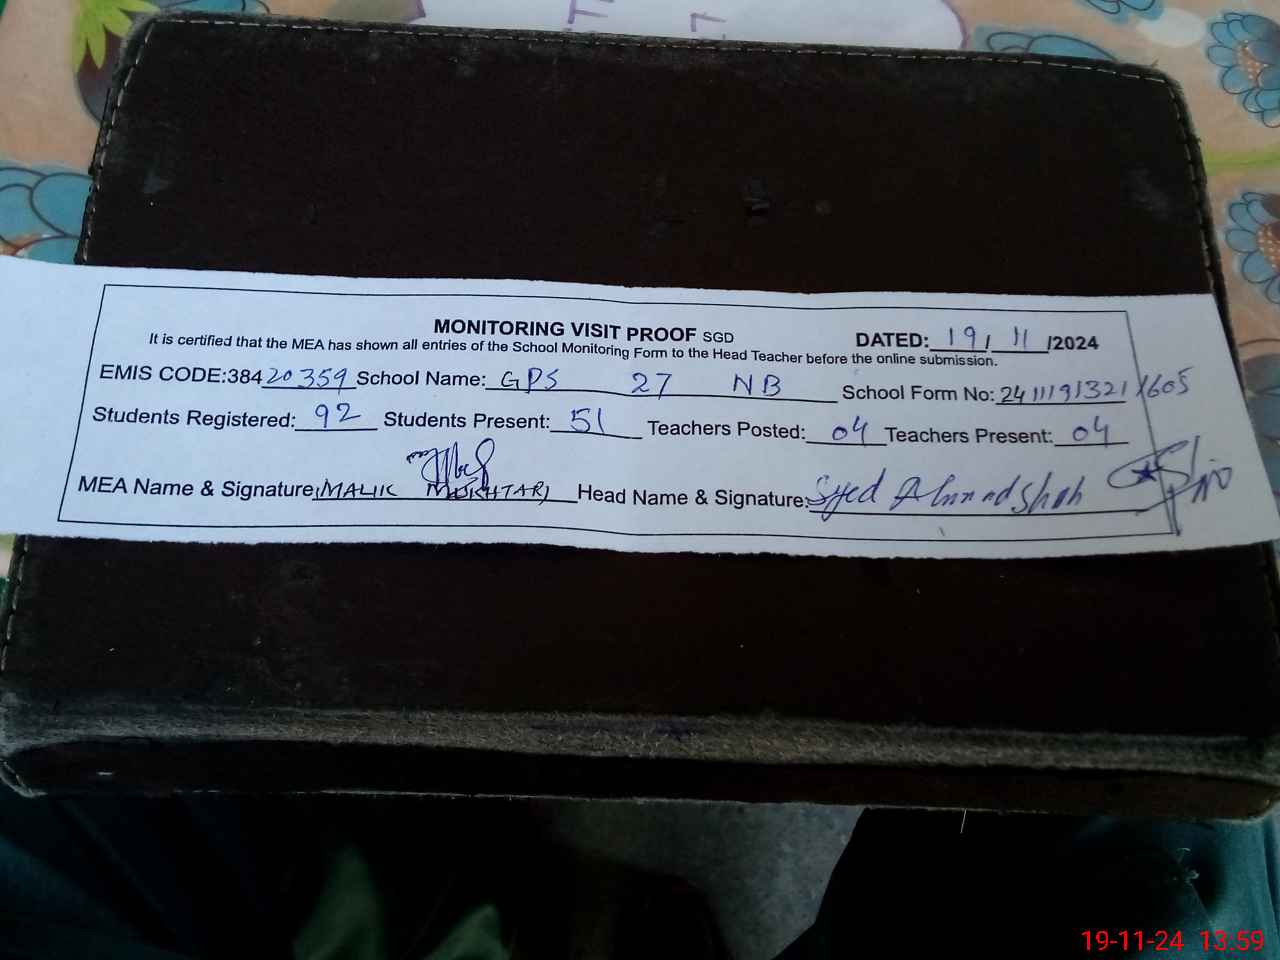 MONITORING VISIT PROOF SGD DATED: 19/ 11 /2024
It is certified that the MEA has shown all entries of the School Monitoring Form to the Head Teacher before the online submission.
EMIS CODE:38420359 School Name: GPS 27 NB School Form No: 24111913211605
Students Registered: 92 Students Present: 51 Teachers Posted: 04 Teachers Present: 04
MEA Name & Signature: MALIK MUKHTAR Head Name & Signature: Syed Ahmad Shah
19-11-24 13:59